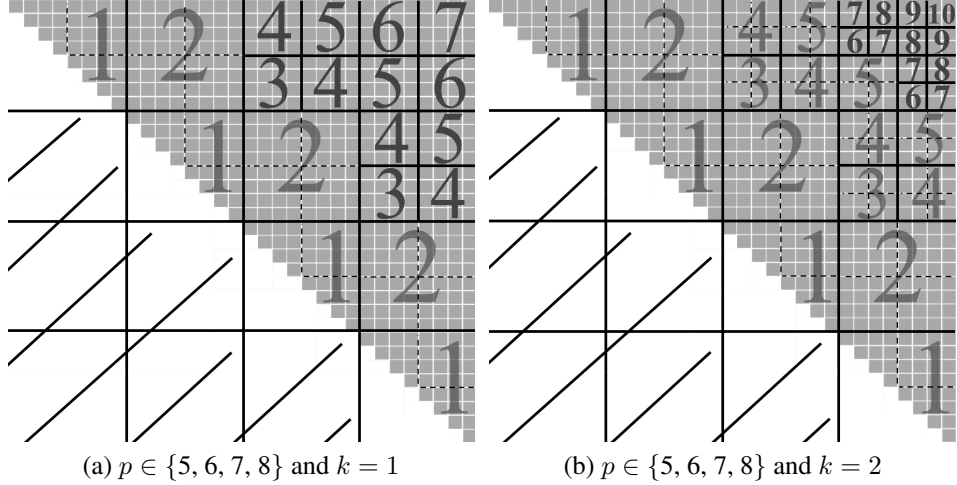 1 2 4 5 6 7
3 4 5 6
1 2 4 5
3 4
1 2
1
(a) p ∈ {5, 6, 7, 8} and k = 1
1 2 4 5 7 8 9 10
6 7 8 9
3 4 5 7 8
6 7
1 2 4 5
3 4
1 2
1
(b) p ∈ {5, 6, 7, 8} and k = 2